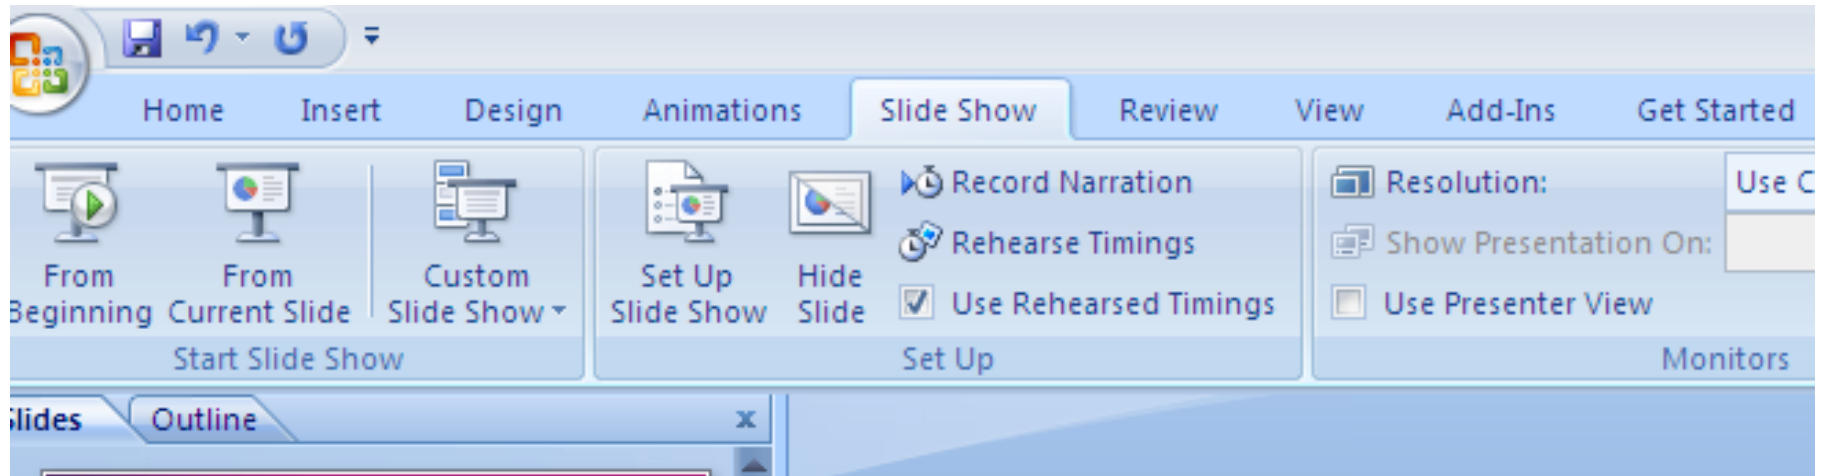 Home Insert Design Animations Slide Show Review View Add-Ins Get Started
From Beginning
From Current Slide
Custom Slide Show
Start Slide Show
Set Up Slide Show
Hide Slide
Record Narration
Rehearse Timings
Use Rehearsed Timings
Set Up
Resolution: Use C
Show Presentation On:
Use Presenter View
Monitors
Slides Outline